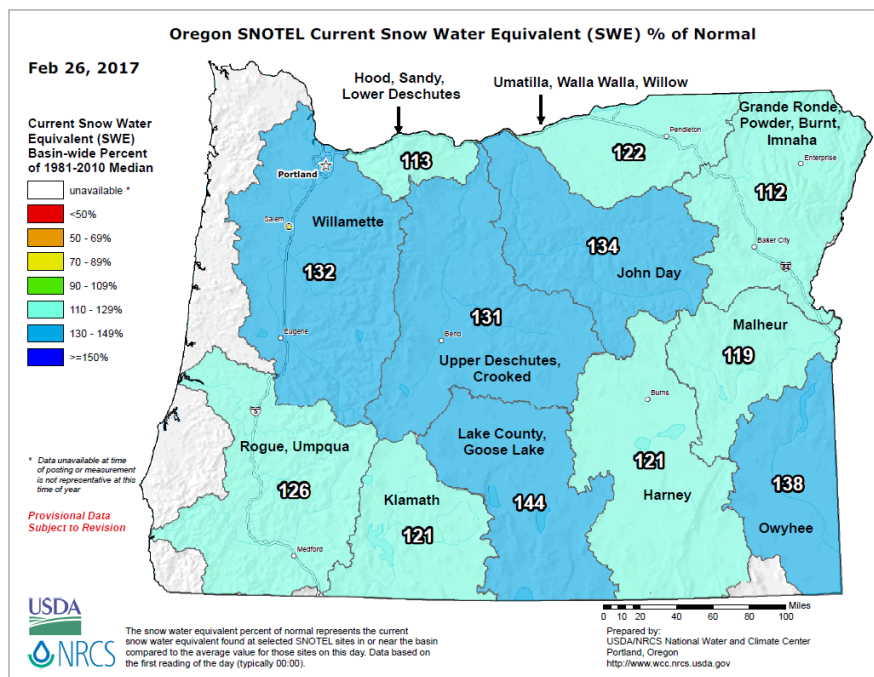 Oregon SNOTEL Current Snow Water Equivalent (SWE) % of Normal
Feb 26, 2017
Current Snow Water
Equivalent (SWE)
Basin-wide Percent
of 1981-2010 Median
unavailable *
<50%
50 - 69%
70 - 89%
90 - 109%
110 - 129%
130 - 149%
>=150%
Hood, Sandy,
Lower Deschutes
Umatilla, Walla Walla, Willow
Grande Ronde,
Powder, Burnt,
Imnaha
Pendleton
Enterprise
Portland
113
122
112
Salem
Willamette
132
134
John Day
Baker City
84
131
Eugene
Bend
Upper Deschutes,
Crooked
Malheur
119
Burns
5
Rogue, Umpqua
126
Lake County,
Goose Lake
144
Klamath
121
121
Harney
138
Owyhee
Medford
* Data unavailable at time
of posting or measurement
is not representative at this
time of year
Provisional Data
Subject to Revision
USDA
NRCS
The snow water equivalent percent of normal represents the current
snow water equivalent found at selected SNOTEL sites in or near the basin
compared to the average value for those sites on this day. Data based on
the first reading of the day (typically 00:00).
Miles
0 10 20 40 60 80 100
Prepared by:
USDA/NRCS National Water and Climate Center
Portland, Oregon
http://www.wcc.nrcs.usda.gov